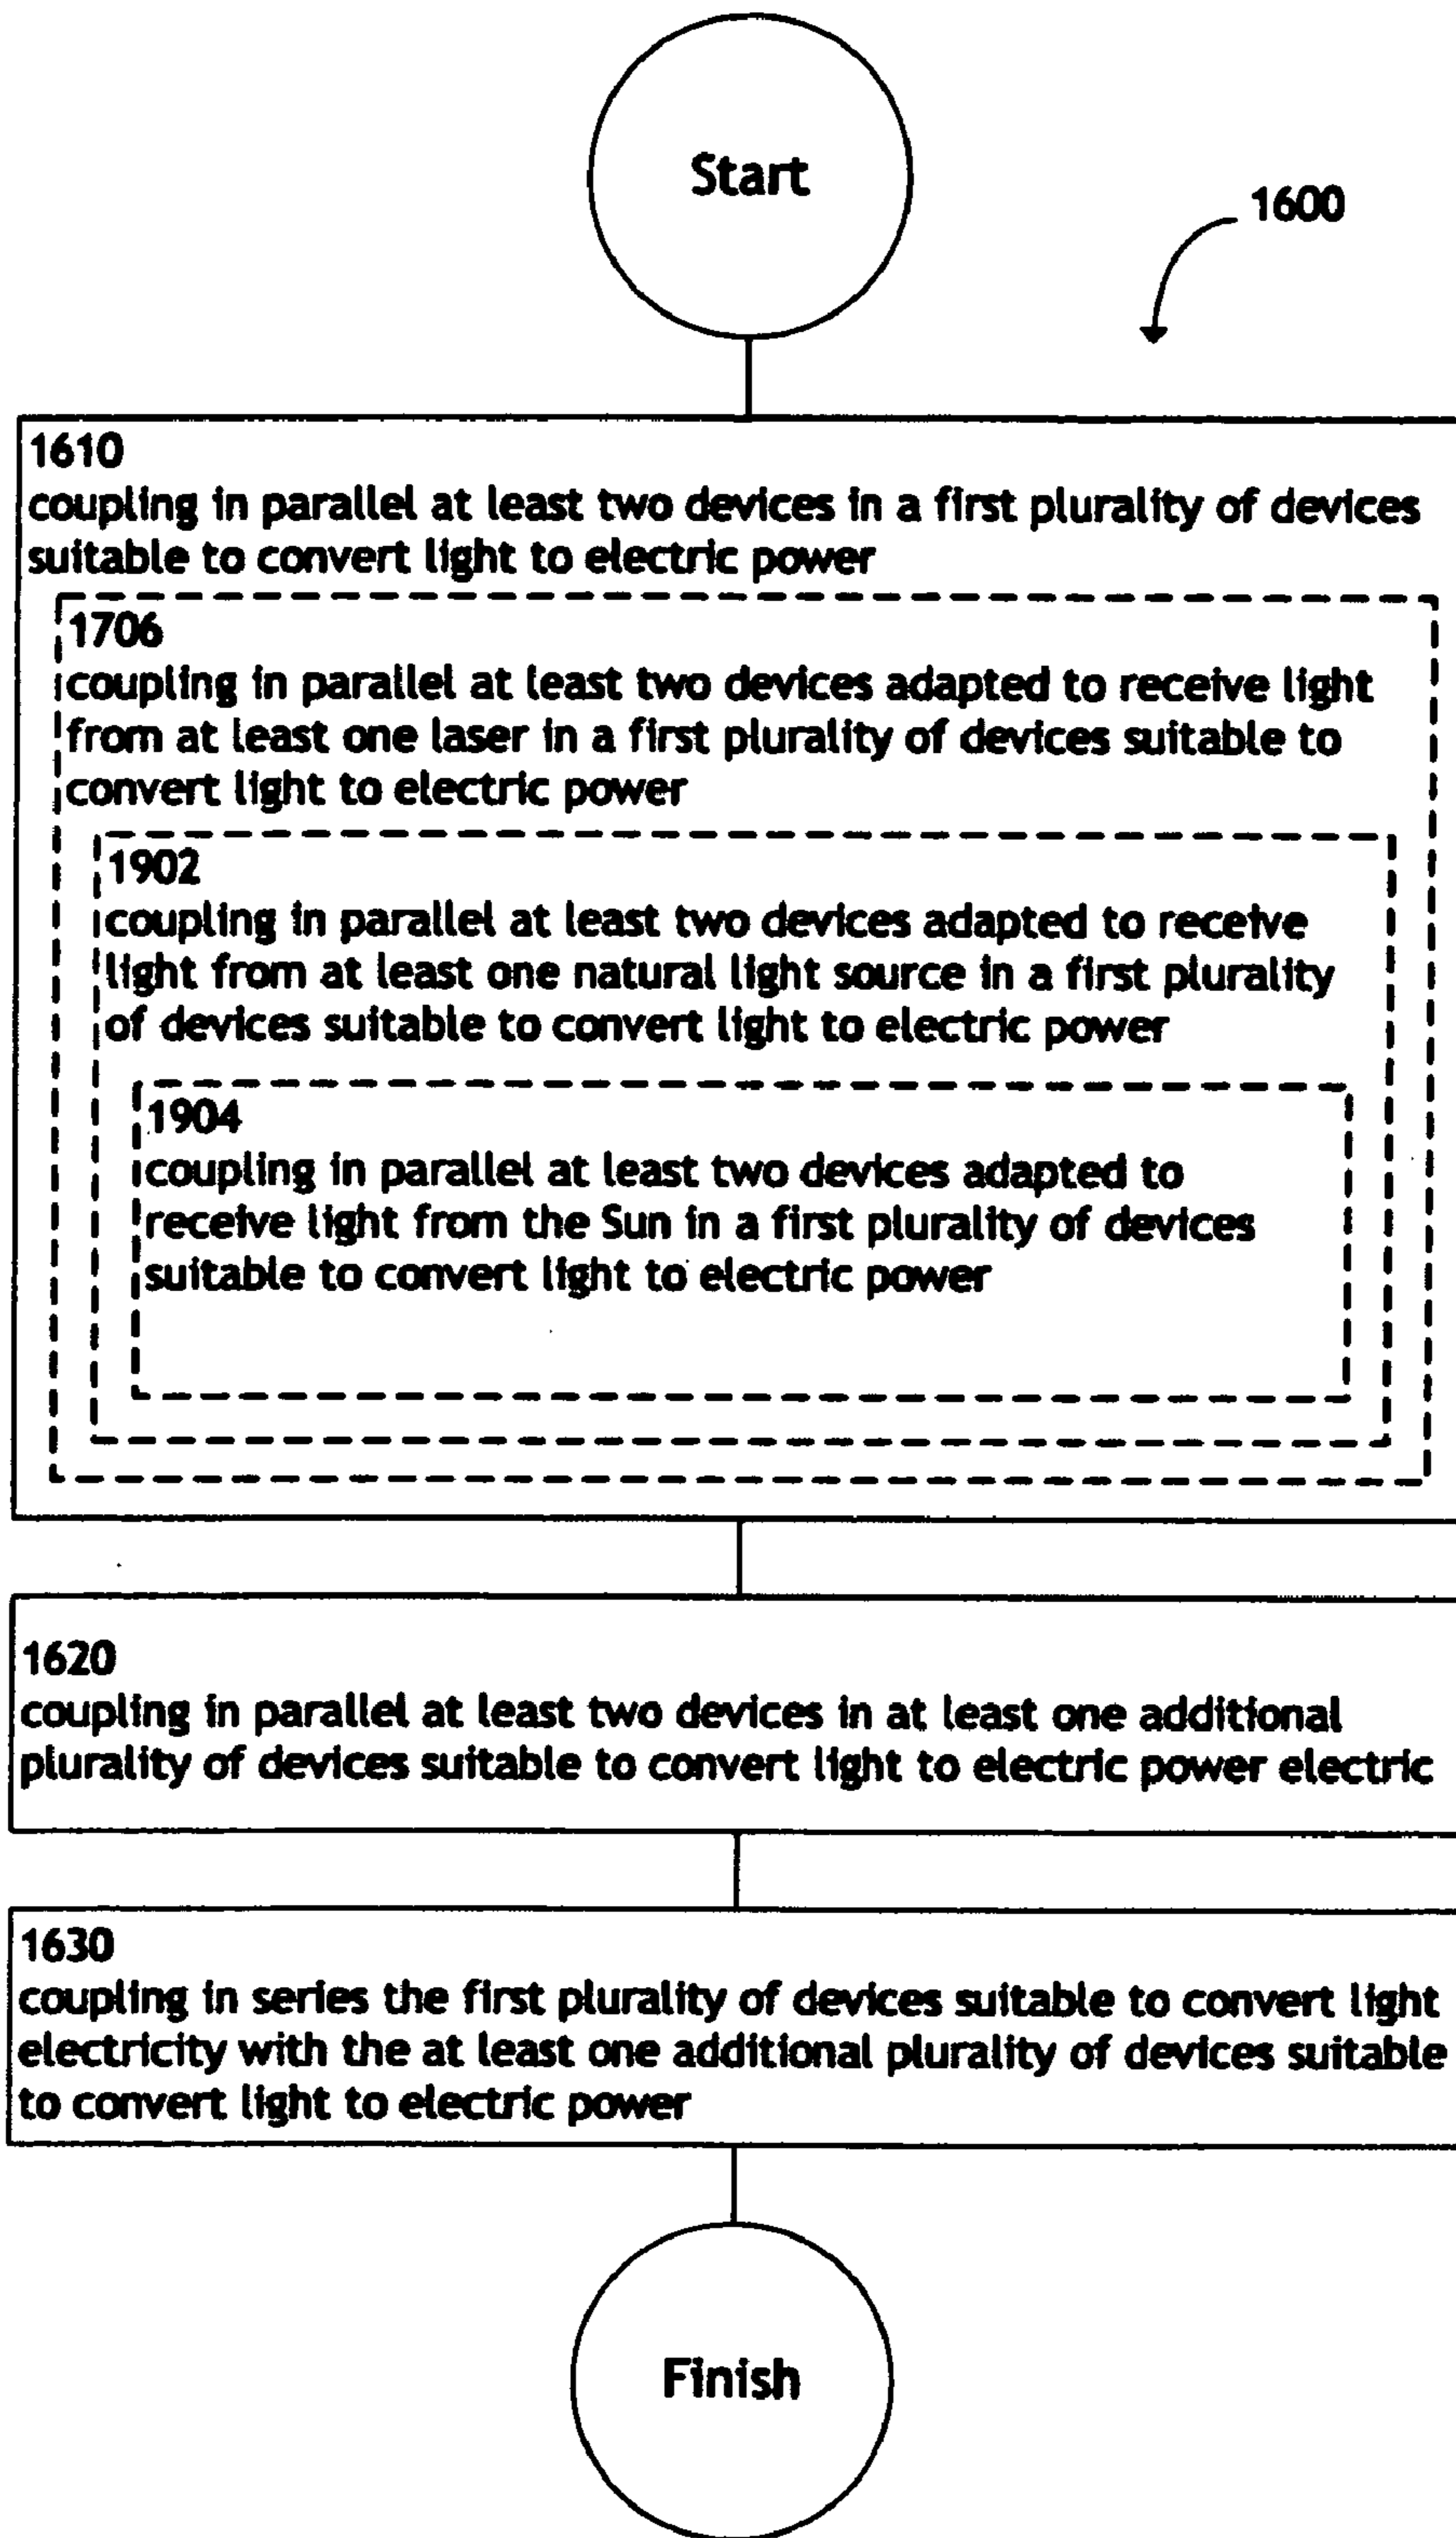 Start
1600
1610
coupling in parallel at least two devices in a first plurality of devices
suitable to convert light to electric power
1706
coupling in parallel at least two devices adapted to receive light
from at least one laser in a first plurality of devices suitable to
convert light to electric power
1902
coupling in parallel at least two devices adapted to receive
light from at least one natural light source in a first plurality
of devices suitable to convert light to electric power
1904
coupling in parallel at least two devices adapted to
receive light from the Sun in a first plurality of devices
suitable to convert light to electric power
1620
coupling in parallel at least two devices in at least one additional
plurality of devices suitable to convert light to electric power electric
1630
coupling in series the first plurality of devices suitable to convert light
electricity with the at least one additional plurality of devices suitable
to convert light to electric power
Finish